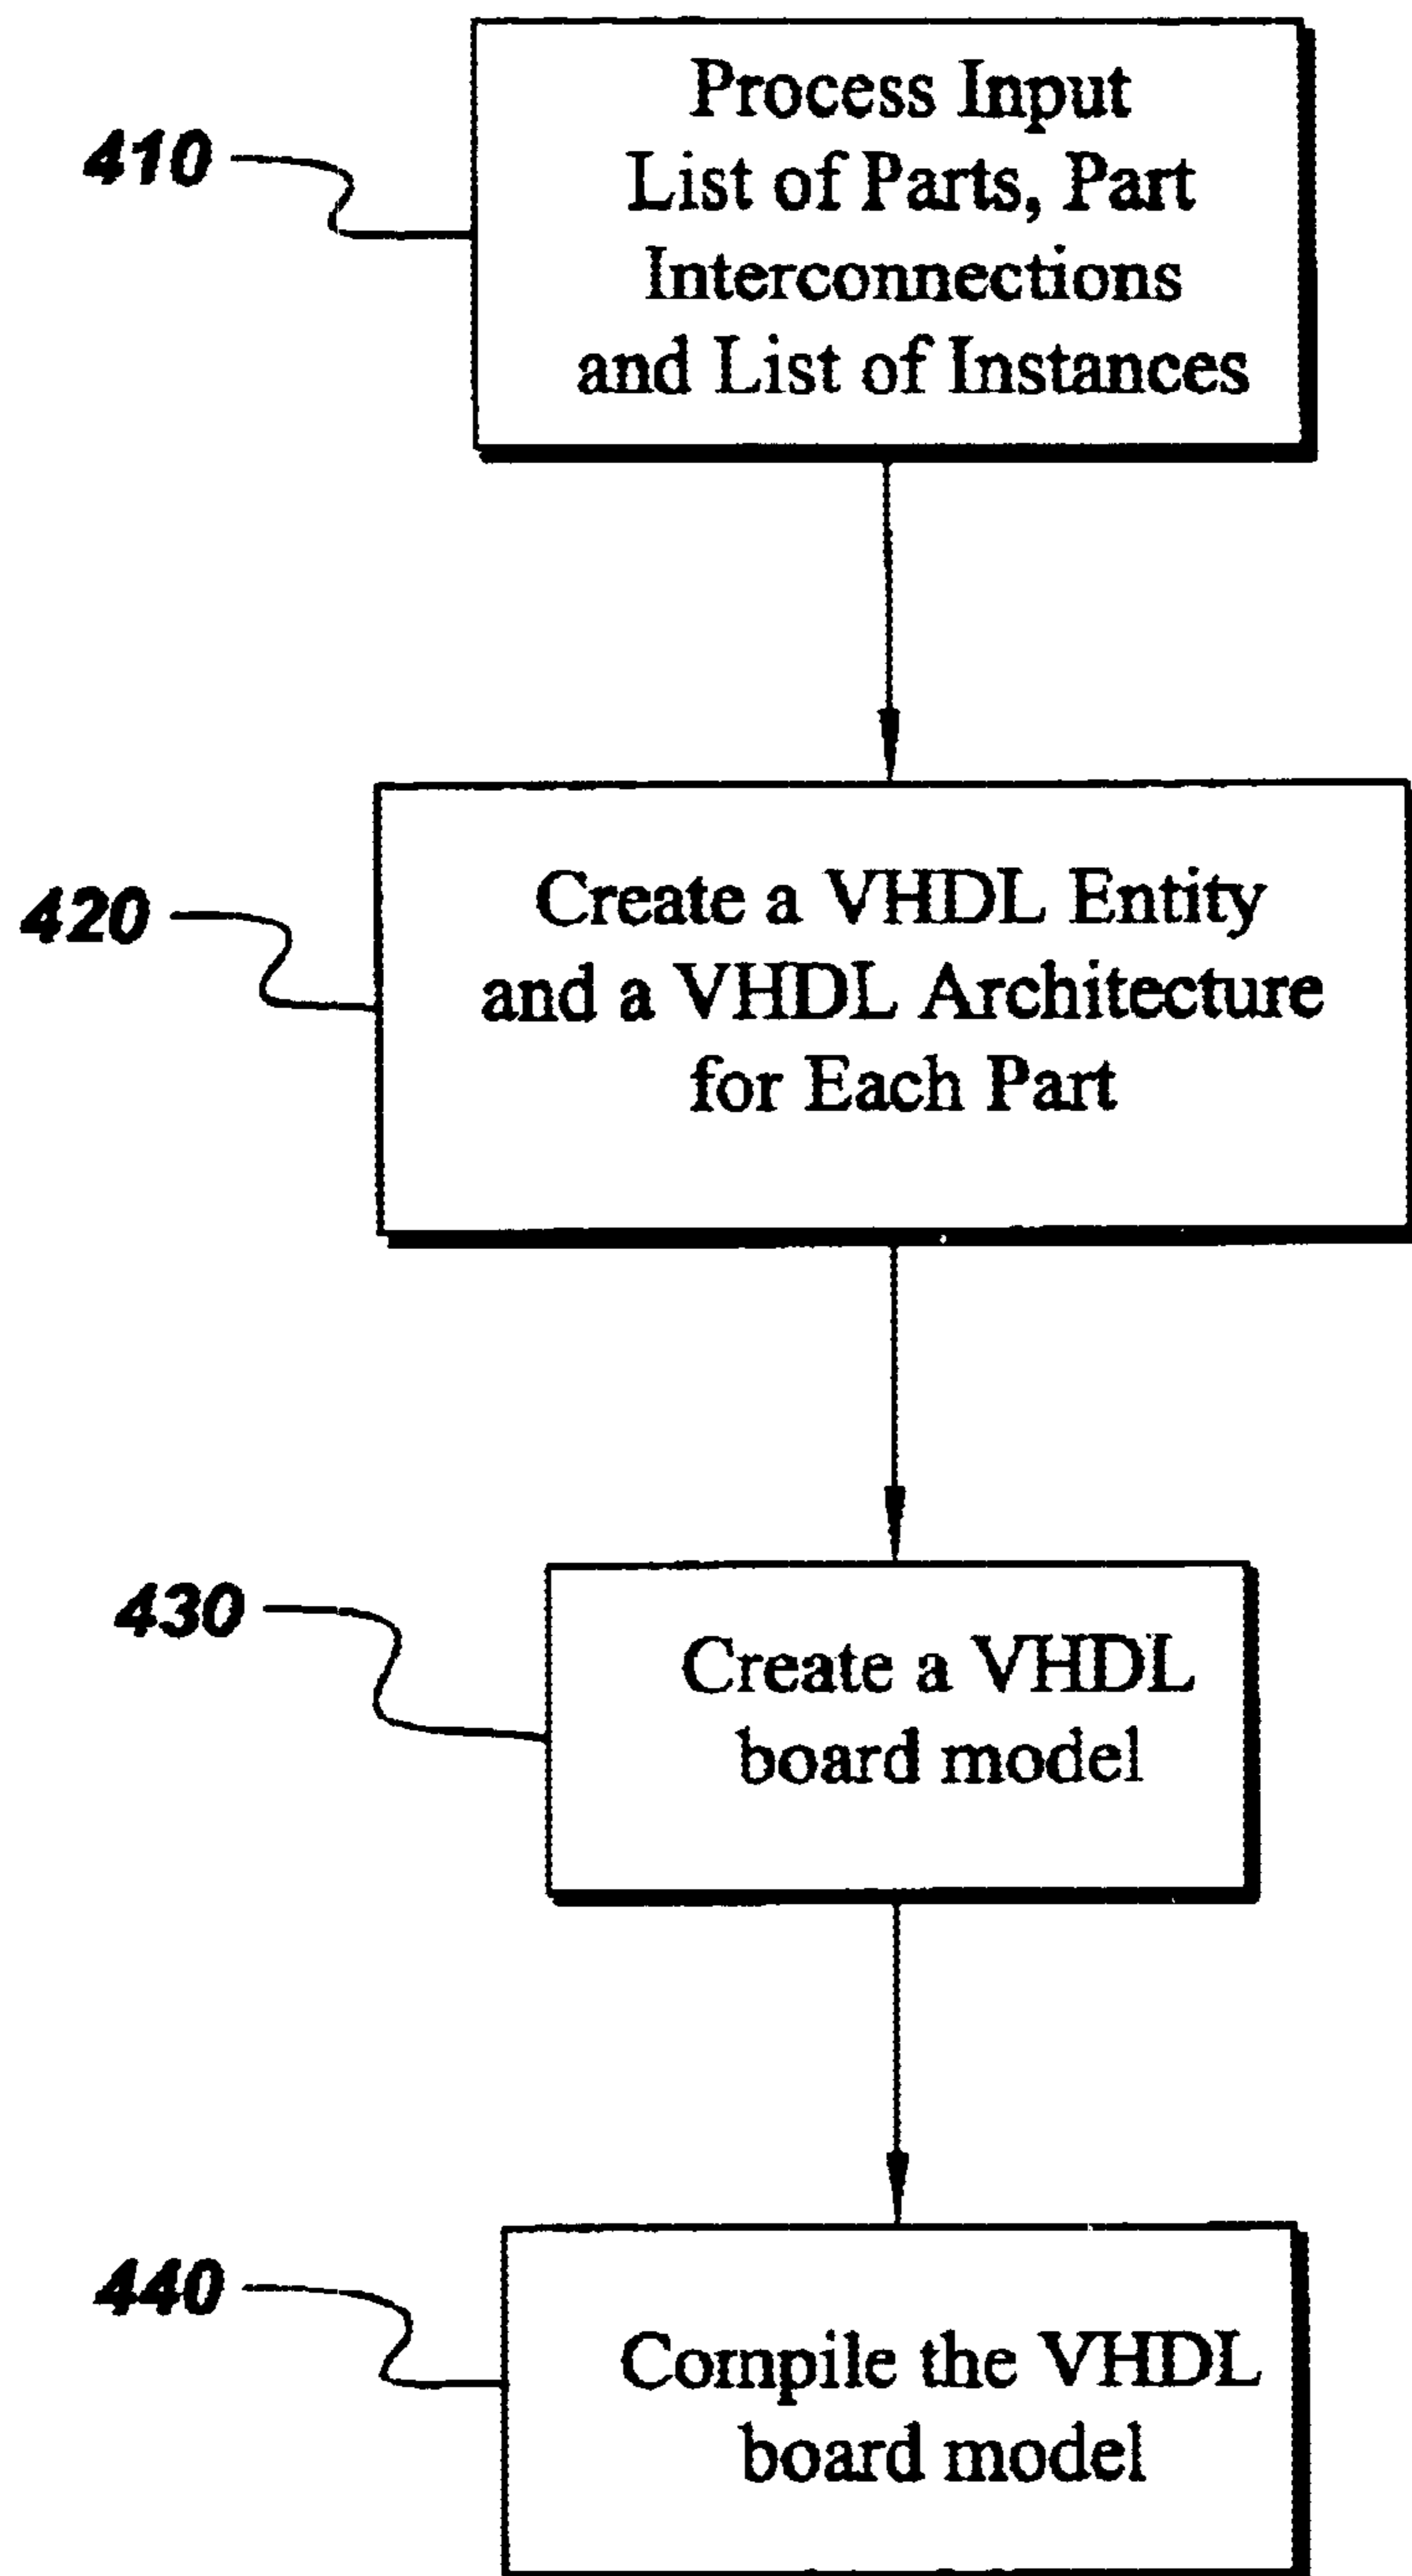 410
Process Input
List of Parts, Part
Interconnections
and List of Instances
420
Create a VHDL Entity
and a VHDL Architecture
for Each Part
430
Create a VHDL
board model
440
Compile the VHDL
board model